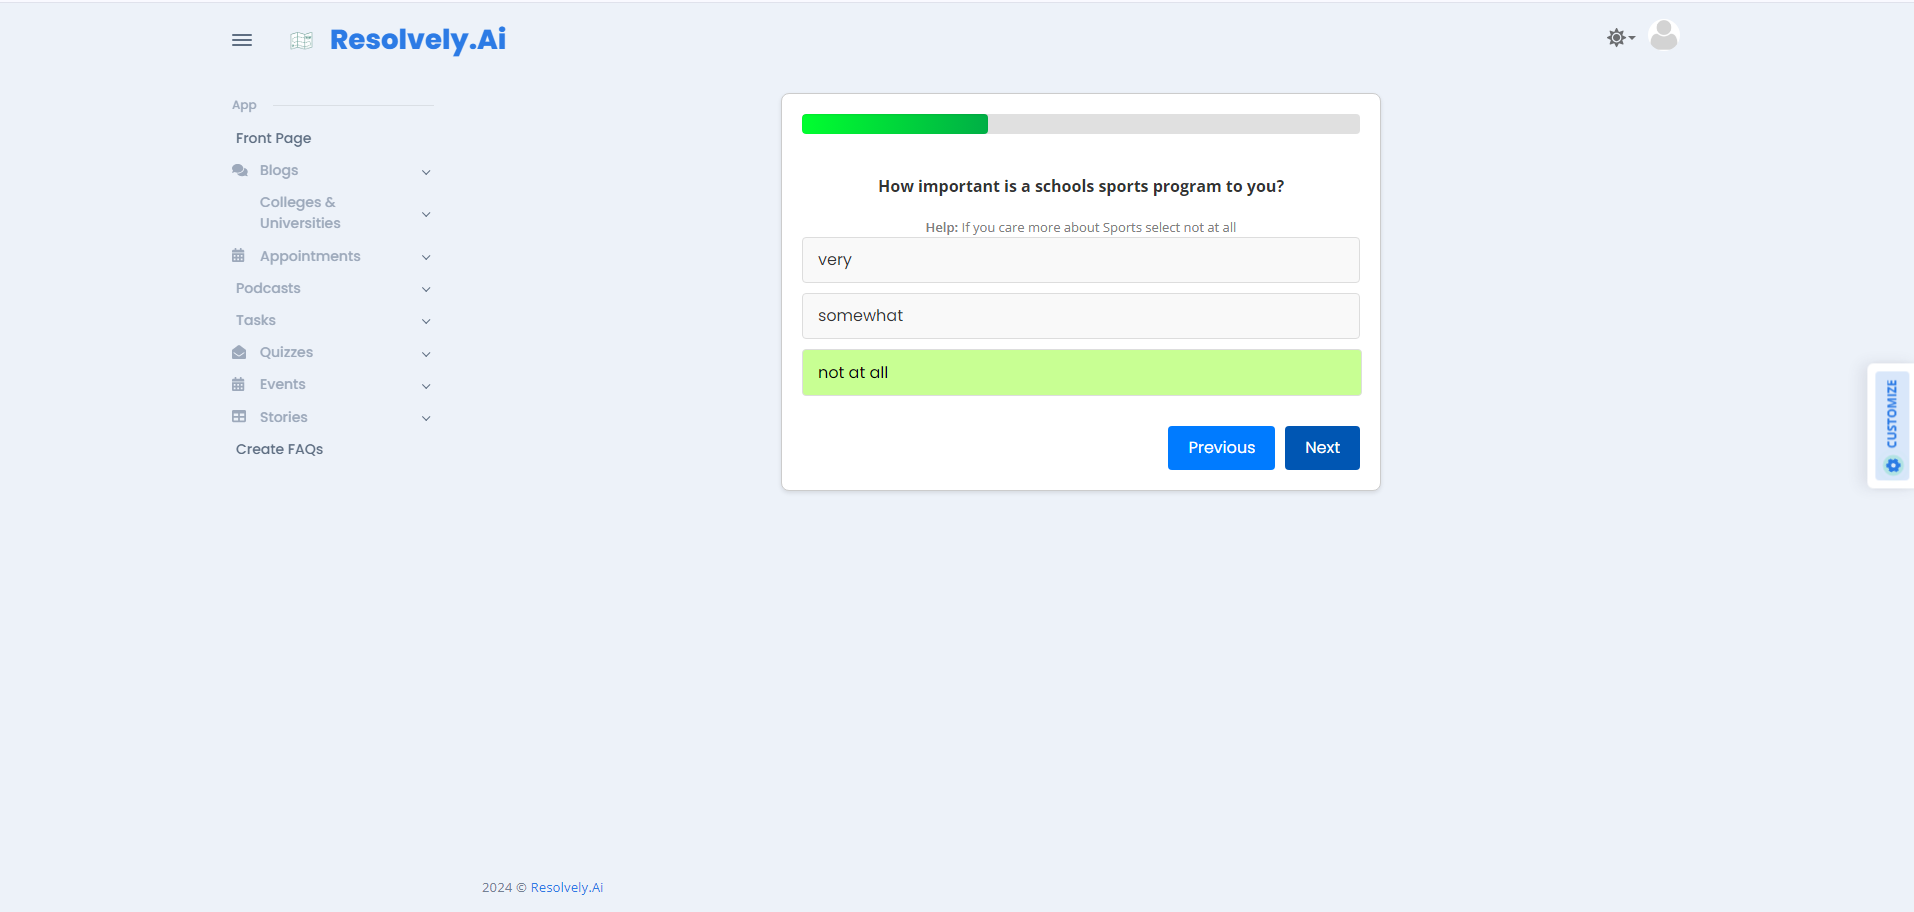 Resolvely.Ai
App
Front Page
Blogs
Colleges &
Universities
Appointments
Podcasts
Tasks
Quizzes
Events
Stories
Create FAQs
How important is a schools sports program to you?
Help: If you care more about Sports select not at all
very
somewhat
not at all
Previous
Next
CUSTOMIZE
2024 © Resolvely.Ai